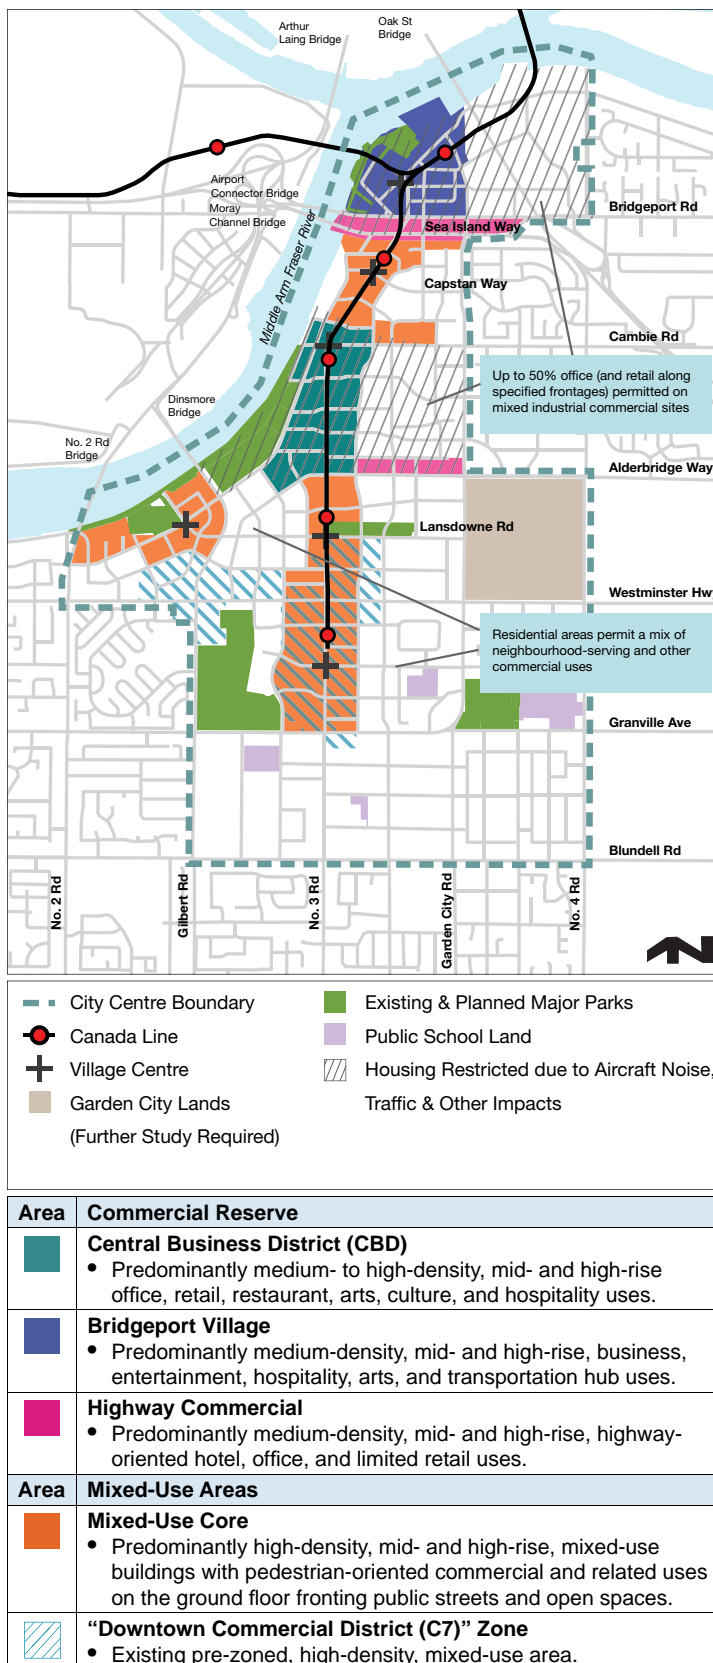 Arthur
Laing Bridge
Oak St
Bridge
Airport
Connector Bridge
Moray
Channel Bridge
Middle Arm Fraser River
Bridgeport Rd
Sea Island Way
Capstan Way
Cambie Rd
Up to 50% office (and retail along
specified frontages) permitted on
mixed industrial commercial sites
Dinsmore
Bridge
No. 2 Rd
Bridge
Alderbridge Way
Lansdowne Rd
Westminster Hwy
Residential areas permit a mix of
neighbourhood-serving and other
commercial uses
Granville Ave
Blundell Rd
No. 2 Rd
Gilbert Rd
No. 3 Rd
Garden City Rd
No. 4 Rd
N
City Centre Boundary
Canada Line
Village Centre
Garden City Lands
(Further Study Required)
Existing & Planned Major Parks
Public School Land
Housing Restricted due to Aircraft Noise,
Traffic & Other Impacts
Area Commercial Reserve
Central Business District (CBD)
• Predominantly medium- to high-density, mid- and high-rise
office, retail, restaurant, arts, culture, and hospitality uses.
Bridgeport Village
• Predominantly medium-density, mid- and high-rise, business,
entertainment, hospitality, arts, and transportation hub uses.
Highway Commercial
• Predominantly medium-density, mid- and high-rise, highway-
oriented hotel, office, and limited retail uses.
Area Mixed-Use Areas
Mixed-Use Core
• Predominantly high-density, mid- and high-rise, mixed-use
buildings with pedestrian-oriented commercial and related uses
on the ground floor fronting public streets and open spaces.
“Downtown Commercial District (C7)” Zone
• Existing pre-zoned, high-density, mixed-use area.